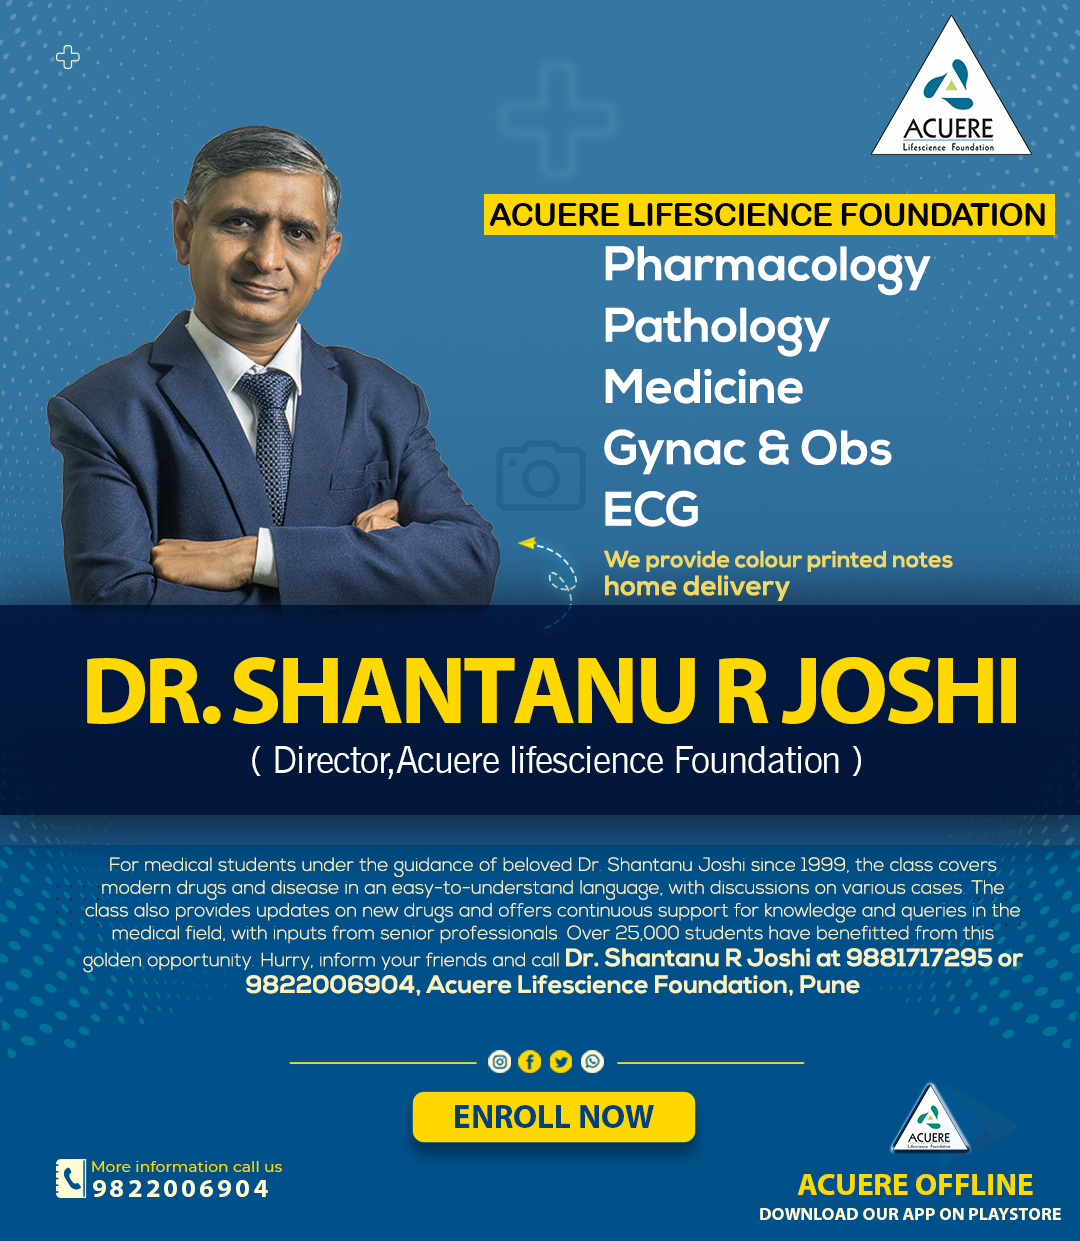 ACUERE
Lifescience Foundation
ACUERE LIFESCIENCE FOUNDATION
Pharmacology
Pathology
Medicine
Gynac & Obs
ECG
We provide colour printed notes
home delivery
DR. SHANTANU R JOSHI
( Director,Acuere lifescience Foundation )
For medical students under the guidance of beloved Dr. Shantanu Joshi since 1999, the class covers
modern drugs and disease in an easy-to-understand language, with discussions on various cases. The
class also provides updates on new drugs and offers continuous support for knowledge and queries in the
medical field, with inputs from senior professionals. Over 25,000 students have benefitted from this
golden opportunity. Hurry, inform your friends and call Dr. Shantanu R Joshi at 9881717295 or
9822006904, Acuere Lifescience Foundation, Pune
ENROLL NOW
More information call us
9822006904
ACUERE
Lifescience Foundation
ACUERE OFFLINE
DOWNLOAD OUR APP ON PLAYSTORE